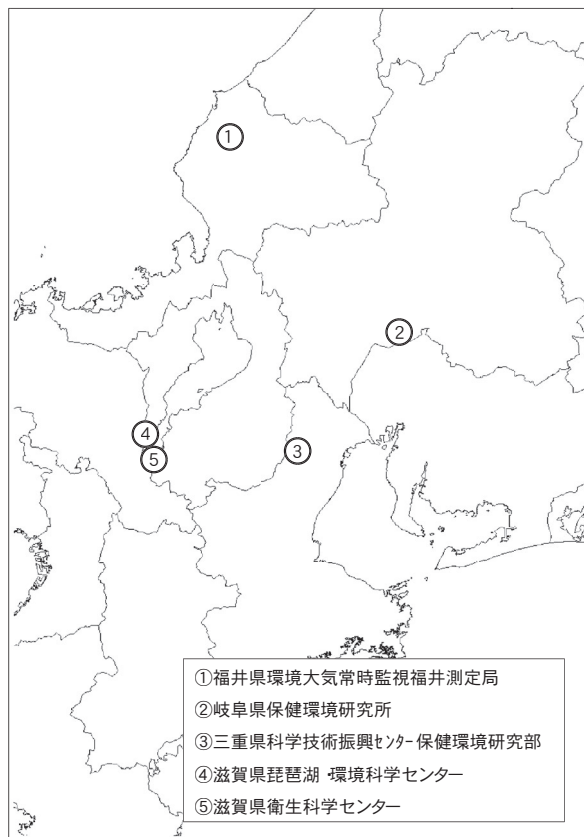 ①
②
③
④
⑤
①福井県環境大気常時監視福井測定局
②岐阜県保健環境研究所
③三重県科学技術振興ｾﾝﾀｰ保健環境研究部
④滋賀県琵琶湖・環境科学センター
⑤滋賀県衛生科学センター